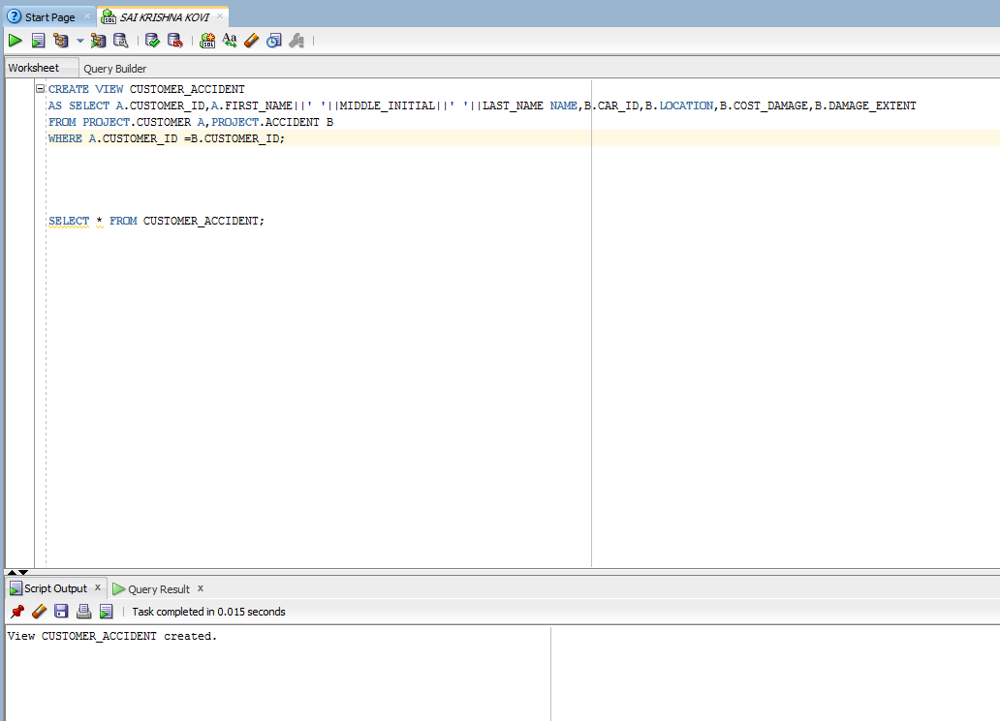 Start Page
SAI KRISHNA KOVI
Worksheet
Query Builder
CREATE VIEW CUSTOMER_ACCIDENT
AS SELECT A.CUSTOMER_ID,A.FIRST_NAME||' '||MIDDLE_INITIAL||' '||LAST_NAME NAME,B.CAR_ID,B.LOCATION,B.COST_DAMAGE,B.DAMAGE_EXTENT
FROM PROJECT.CUSTOMER A,PROJECT.ACCIDENT B
WHERE A.CUSTOMER_ID =B.CUSTOMER_ID;
SELECT * FROM CUSTOMER_ACCIDENT;
Script Output
Query Result
Task completed in 0.015 seconds
View CUSTOMER_ACCIDENT created.